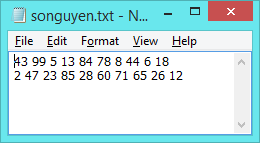 songuyen.txt - N...
File Edit Format View Help
43 99 5 13 84 78 8 44 6 18
2 47 23 85 28 60 71 65 26 12